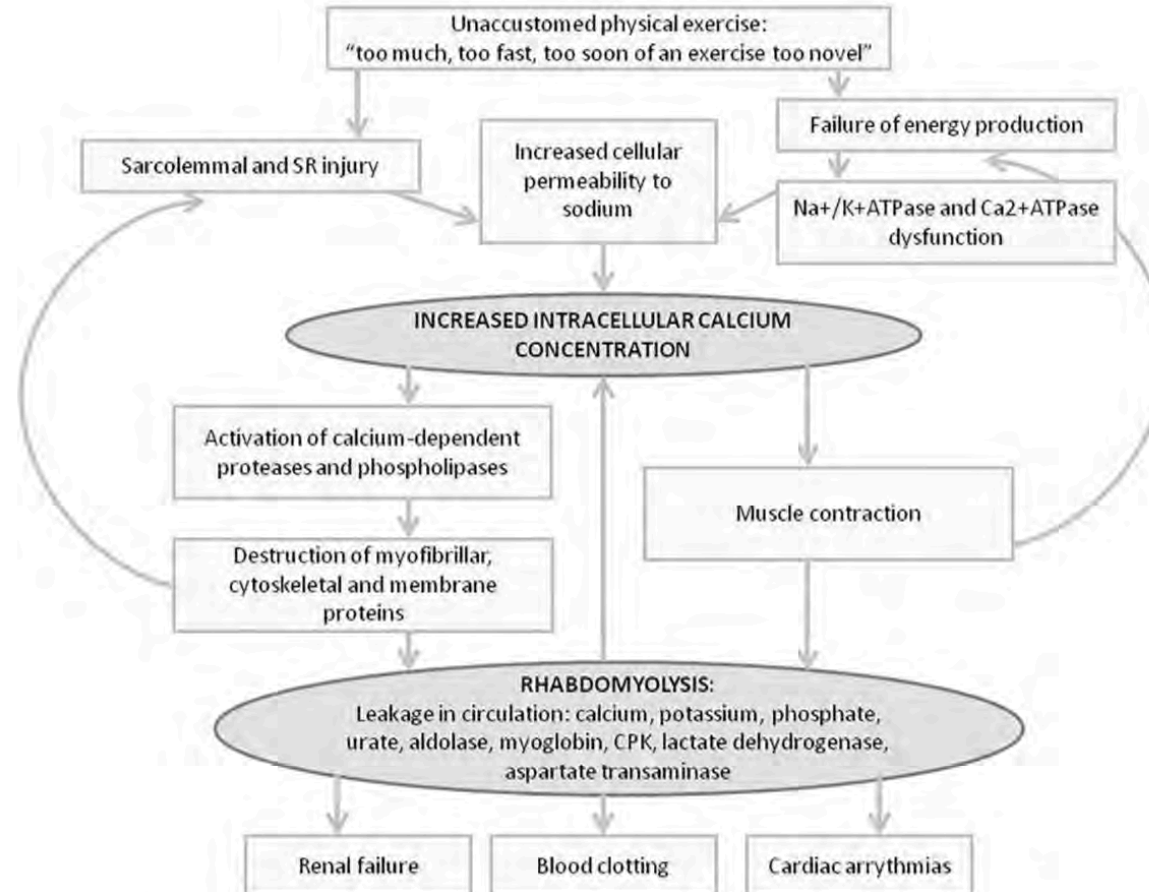 Unaccustomed physical exercise:
“too much, too fast, too soon of an exercise too novel”
Failure of energy production
Sarcolemmal and SR injury
Increased cellular
permeability to
sodium
Na+/K+ATPase and Ca2+ATPase
dysfunction
INCREASED INTRACELLULAR CALCIUM
CONCENTRATION
Activation of calcium-dependent
proteases and phospholipases
Muscle contraction
Destruction of myofibrillar,
cytoskeletal and membrane
proteins
RHABDOMYOLYSIS:
Leakage in circulation: calcium, potassium, phosphate,
urate, aldolase, myoglobin, CPK, lactate dehydrogenase,
aspartate transaminase
Renal failure
Blood clotting
Cardiac arrythmias